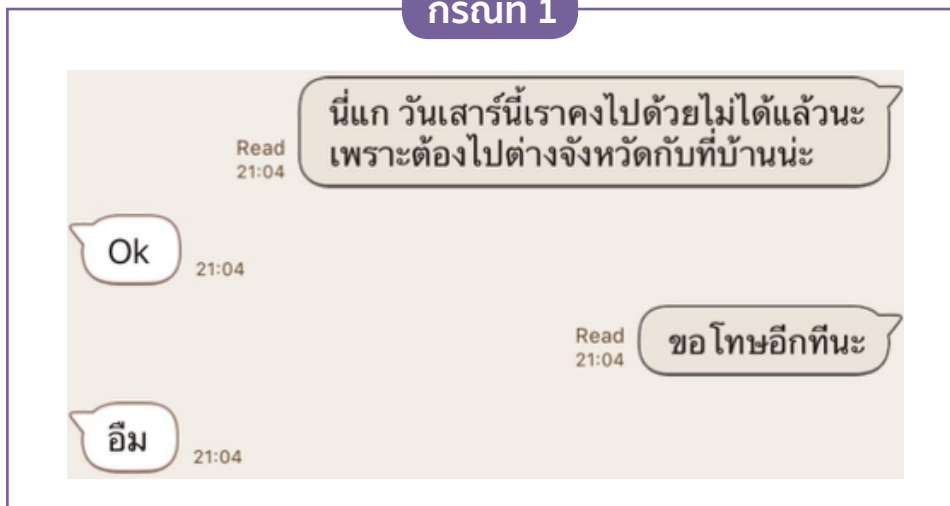 กรณีที่ 1
นี่แก วันเสาร์นี้เราคงไปด้วยไม่ได้แล้วนะ
เพราะต้องไปต่างจังหวัดกับที่บ้านน่ะ
Read
21:04
Ok
21:04
ขอโทษอีกทีนะ
Read
21:04
อืม
21:04